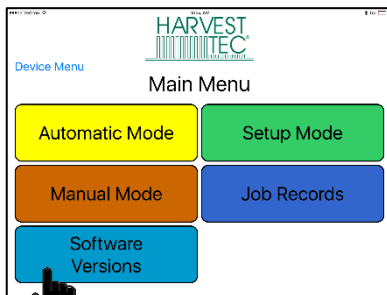 HARVEST
TEC
Device Menu
Main Menu
Automatic Mode
Setup Mode
Manual Mode
Job Records
Software
Versions